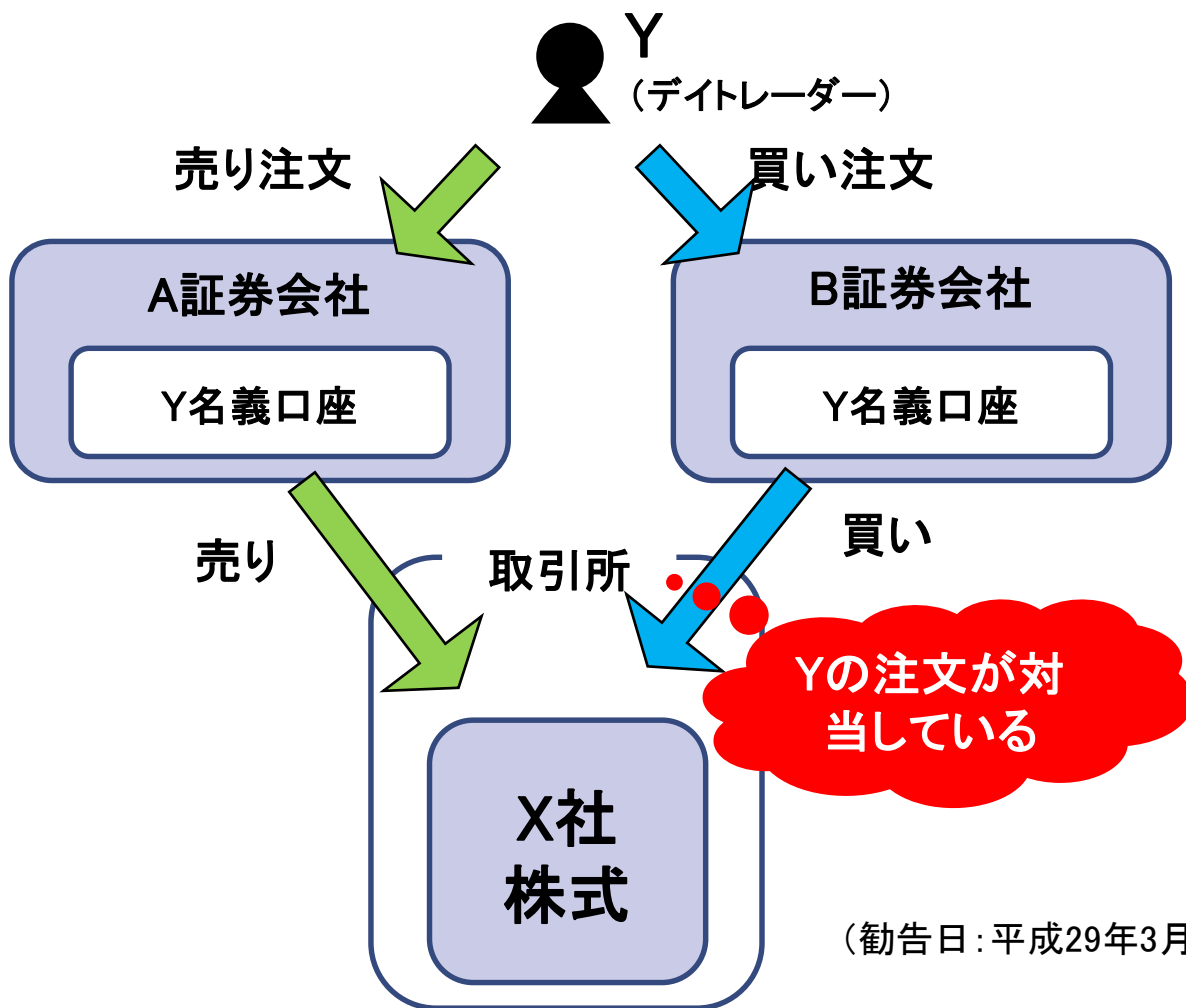 Y
（デイトレーダー）
売り注文
買い注文
A証券会社
B証券会社
Y名義口座
Y名義口座
売り
買い
取引所
Yの注文が対
当している
X社
株式
（勧告日：平成29年3月